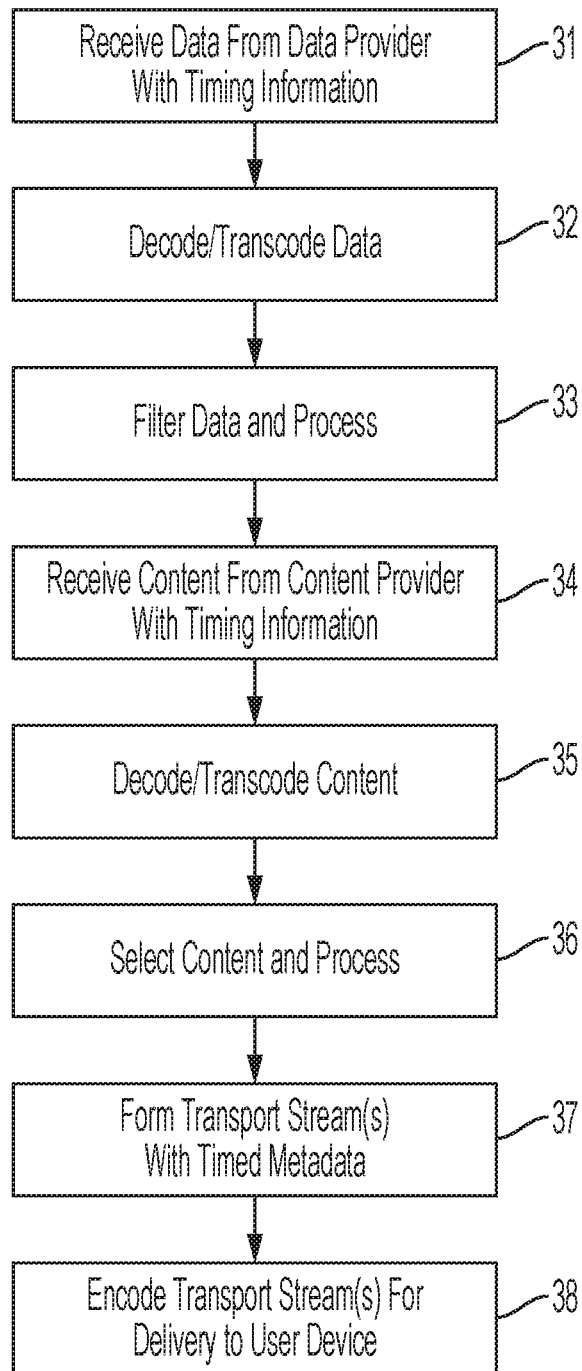 Receive Data From Data Provider
With Timing Information
31
Decode/Transcode Data
32
Filter Data and Process
33
Receive Content From Content Provider
With Timing Information
34
Decode/Transcode Content
35
Select Content and Process
36
Form Transport Stream(s)
With Timed Metadata
37
Encode Transport Stream(s) For
Delivery to User Device
38